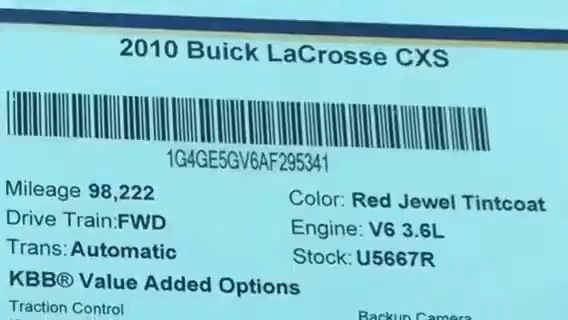 2010 Buick LaCrosse CXS
1G4GE5GV6AF295341
Mileage 98,222
Color: Red Jewel Tintcoat
Drive Train:FWD
Engine: V6 3.6L
Trans: Automatic
Stock: U5667R
KBB® Value Added Options
Traction Control
Backup Camera